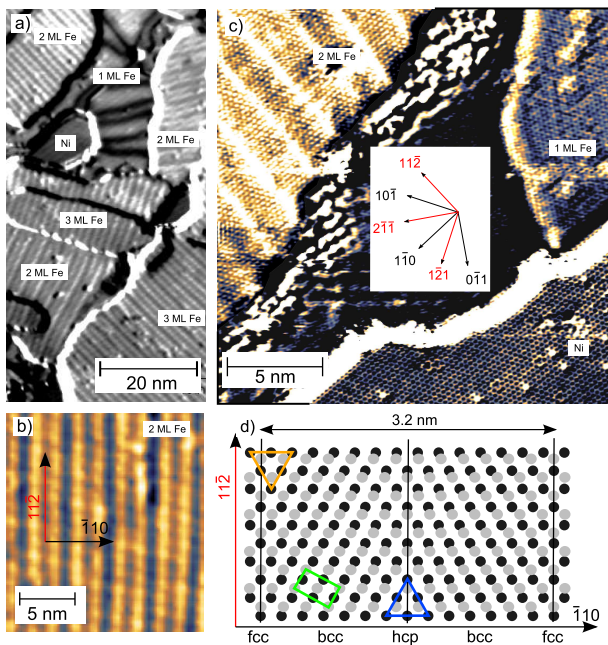 a)
2 ML Fe
1 ML Fe
Ni
2 ML Fe
3 ML Fe
2 ML Fe
3 ML Fe
20 nm
b)
2 ML Fe
112̄
1̄10
5 nm
c)
2 ML Fe
1 ML Fe
112̄
101̄
21̄1̄
11̄0
12̄1
01̄1
Ni
5 nm
d)
3.2 nm
112̄
1̄10
fcc bcc hcp bcc fcc